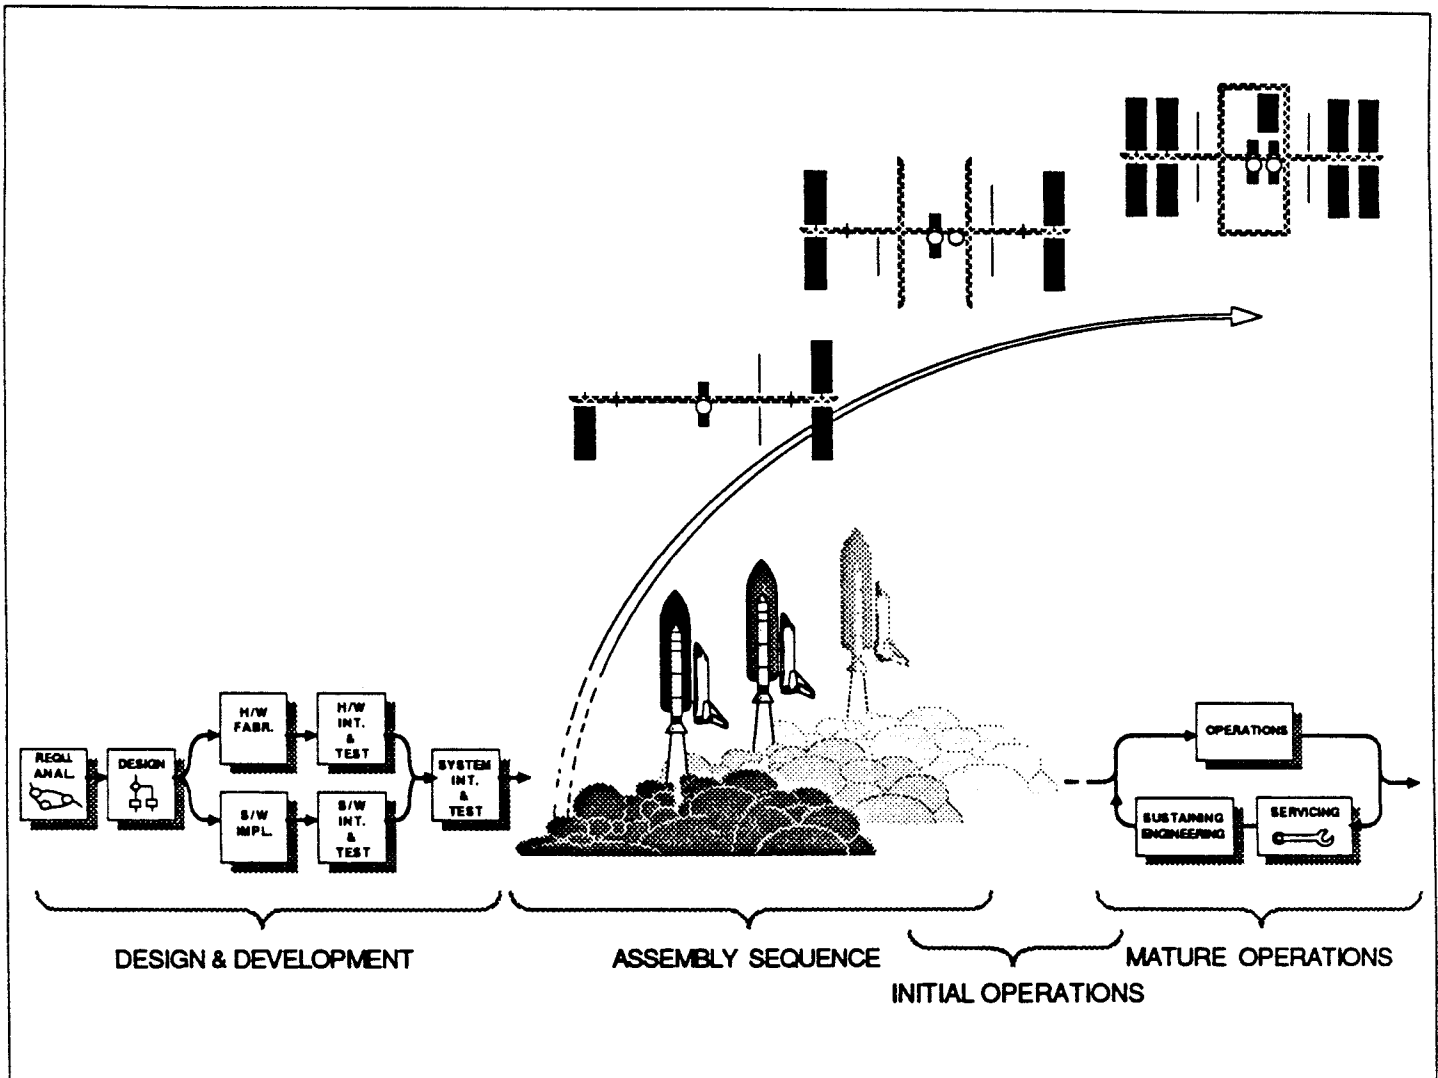 REQU.
ANAL.
DESIGN
H/W
FABR.
H/W
INT.
&
TEST
S/W
IMPL.
S/W
INT.
&
TEST
SYSTEM
INT.
&
TEST
OPERATIONS
SUSTAINING
ENGINEERING
SERVICING
DESIGN & DEVELOPMENT
ASSEMBLY SEQUENCE
INITIAL OPERATIONS
MATURE OPERATIONS